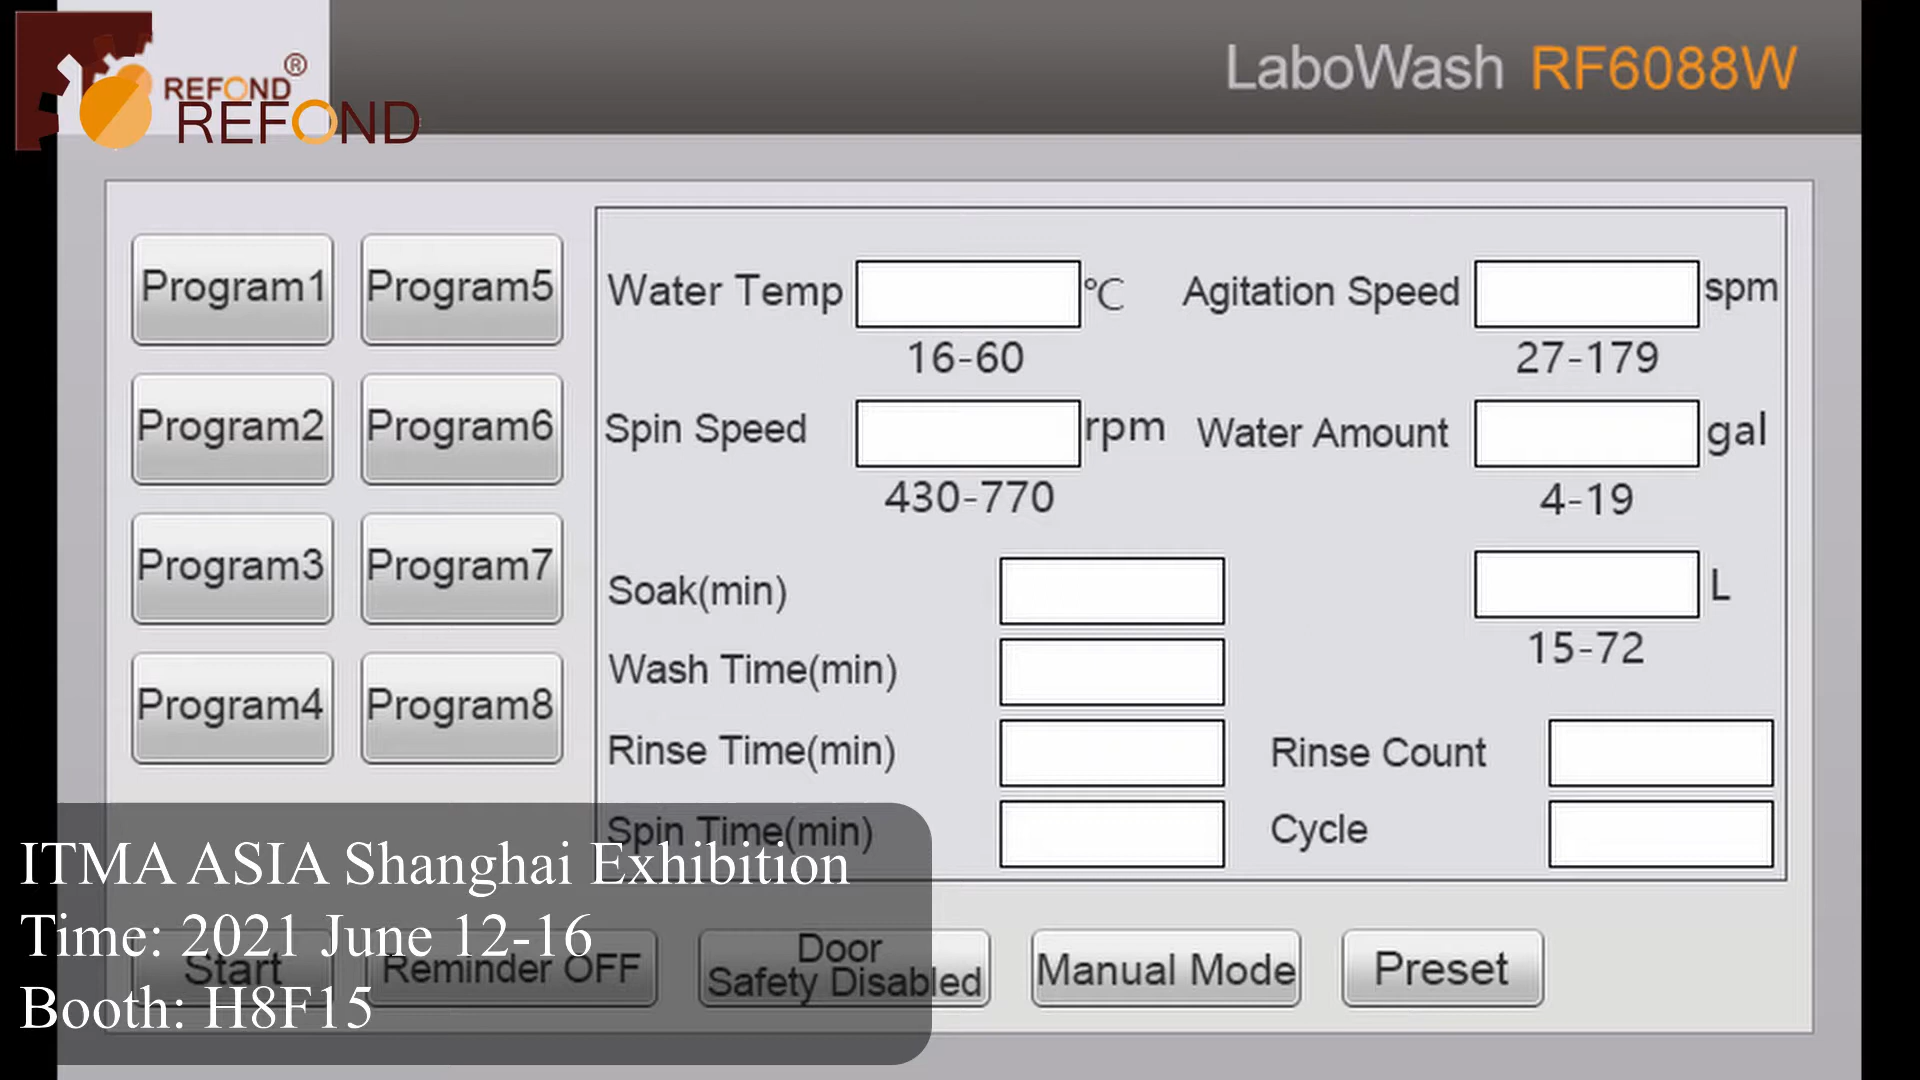 REFOND®
REFOND
LaboWash RF6088W
Program1 Program5
Program2 Program6
Program3 Program7
Program4 Program8
Water Temp ℃ Agitation Speed spm
16-60 27-179
Spin Speed rpm Water Amount gal
430-770 4-19
Soak(min) L
15-72
Wash Time(min)
Rinse Time(min) Rinse Count
Spin Time(min) Cycle
Start Reminder OFF Door Safety Disabled Manual Mode Preset
ITMA ASIA Shanghai Exhibition
Time: 2021 June 12-16
Booth: H8F15